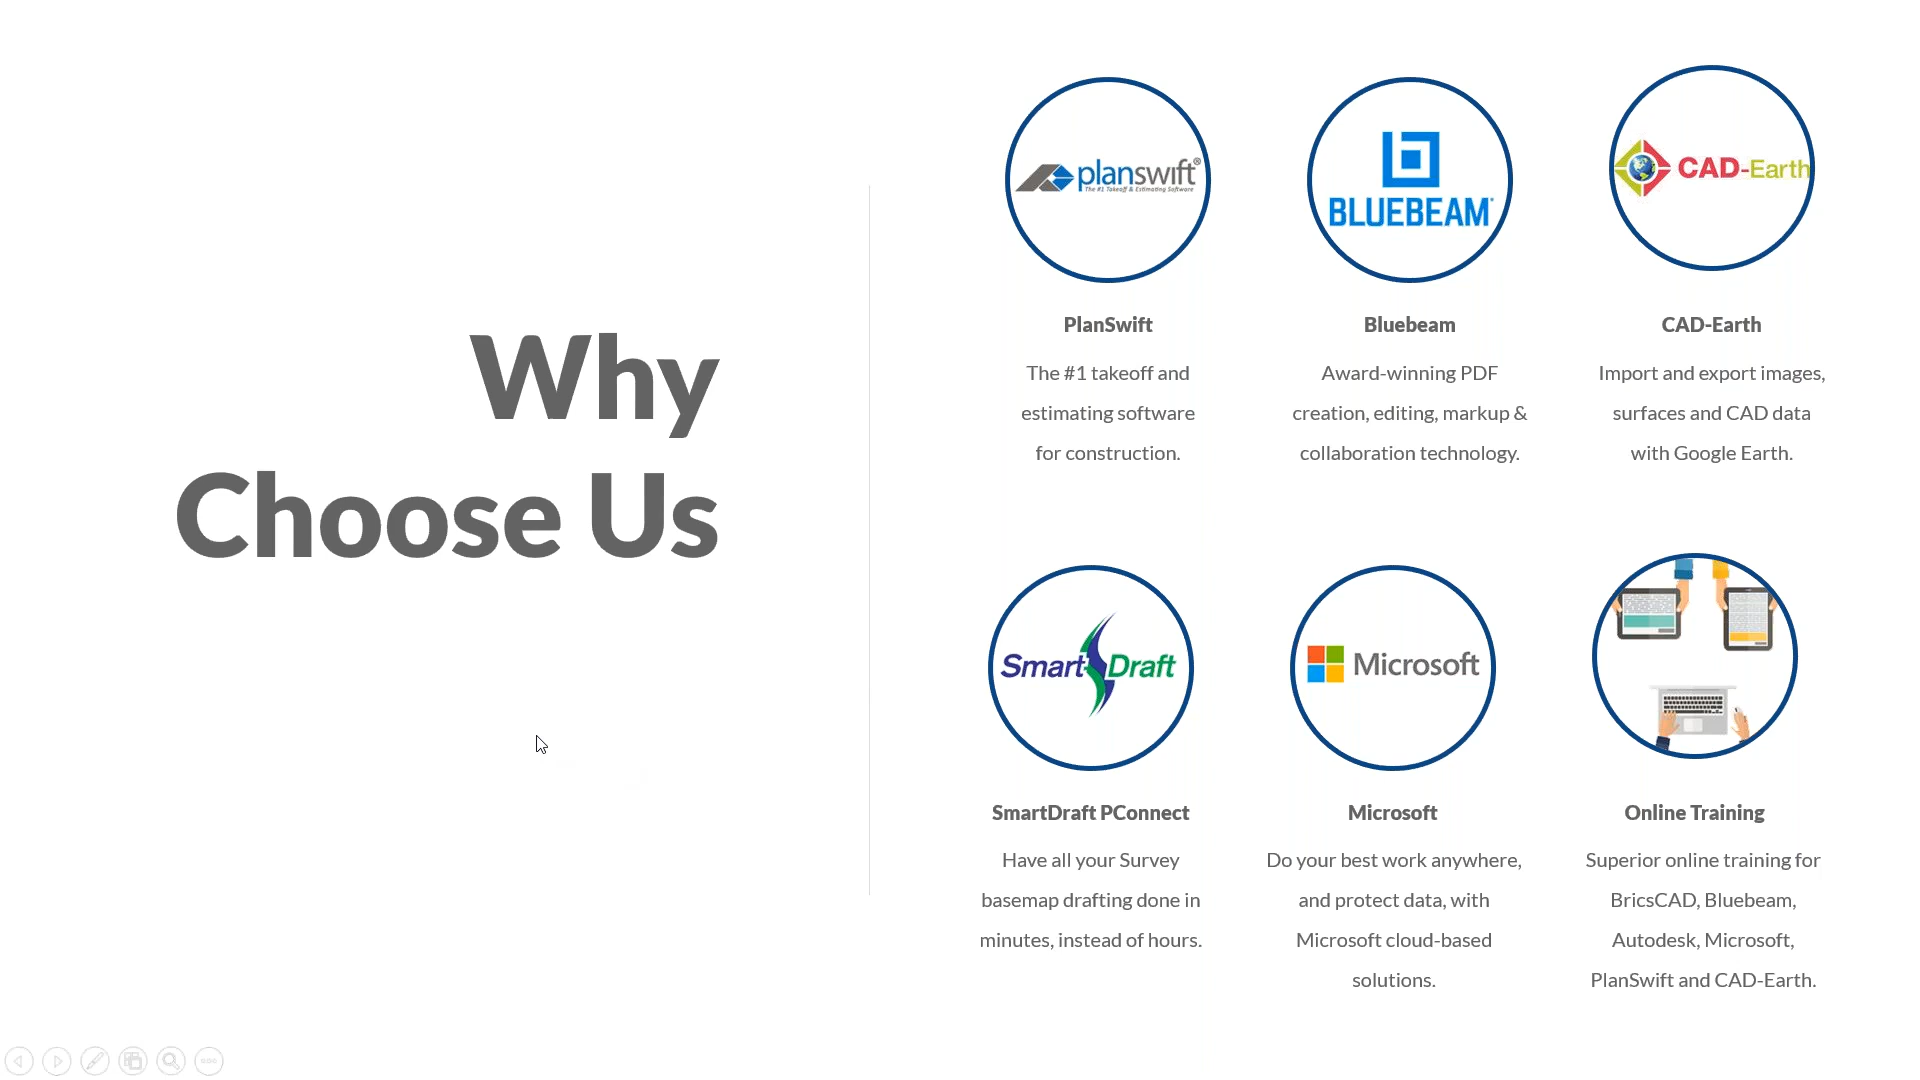 Why
Choose Us
planswift®
The #1 Takeoff & Estimating Software
PlanSwift
The #1 takeoff and
estimating software
for construction.
BLUEBEAM
Bluebeam
Award-winning PDF
creation, editing, markup &
collaboration technology.
CAD-Earth
CAD-Earth
Import and export images,
surfaces and CAD data
with Google Earth.
Smart Draft
SmartDraft PConnect
Have all your Survey
basemap drafting done in
minutes, instead of hours.
Microsoft
Microsoft
Do your best work anywhere,
and protect data, with
Microsoft cloud-based
solutions.
Online Training
Superior online training for
BricsCAD, Bluebeam,
Autodesk, Microsoft,
PlanSwift and CAD-Earth.